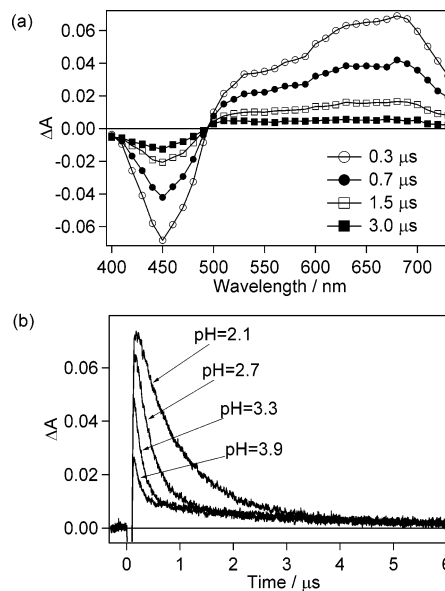 (a)
0.06
0.04
0.02
0.00
-0.02
-0.04
-0.06
ΔA
0.3 μs
0.7 μs
1.5 μs
3.0 μs
400 450 500 550 600 650 700
Wavelength / nm
(b)
0.06
0.04
0.02
0.00
ΔA
pH=2.1
pH=2.7
pH=3.3
pH=3.9
0 1 2 3 4 5 6
Time / μs